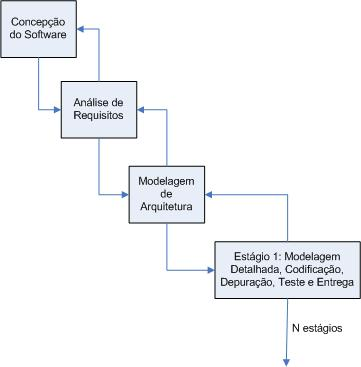 Concepção
do Software
Análise de
Requisitos
Modelagem
de
Arquitetura
Estágio 1: Modelagem
Detalhada, Codificação,
Depuração, Teste e Entrega
N estágios